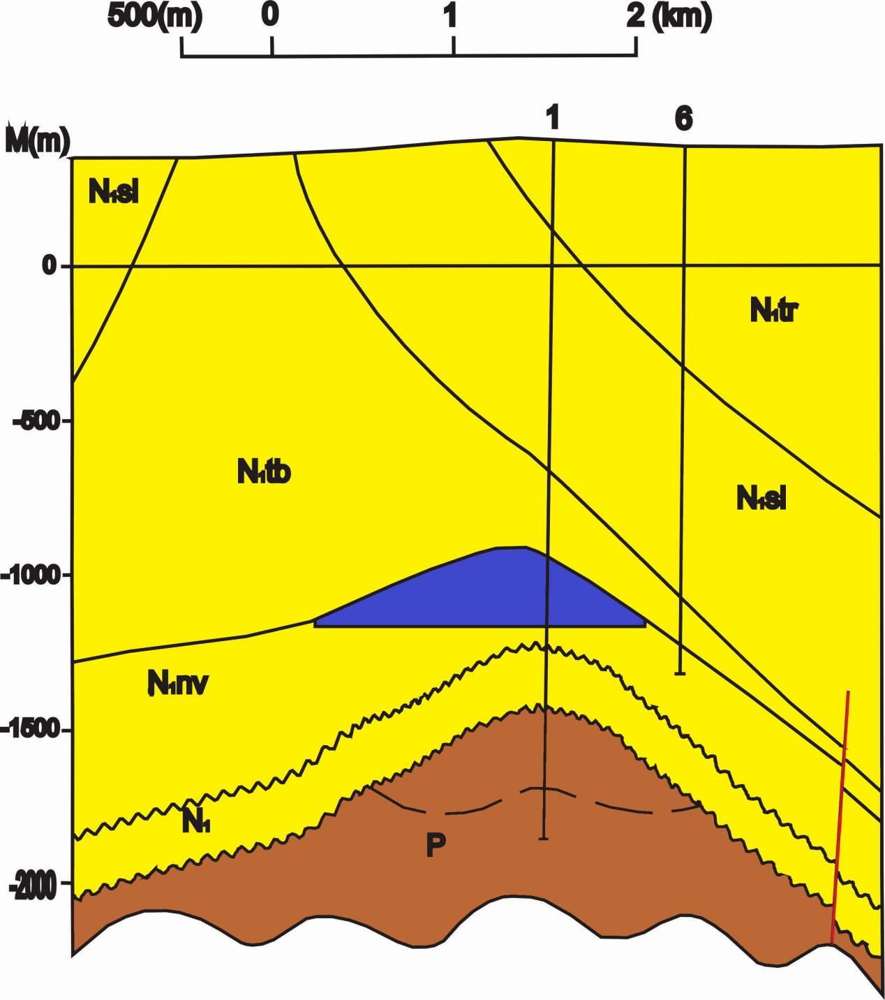 500(m) 0 1 2 (km)
1 6
M(m)
N₁sl
0
N₁tr
-500
N₁tb
N₁sl
-1000
N₁nv
-1500
N₁
P
-2000